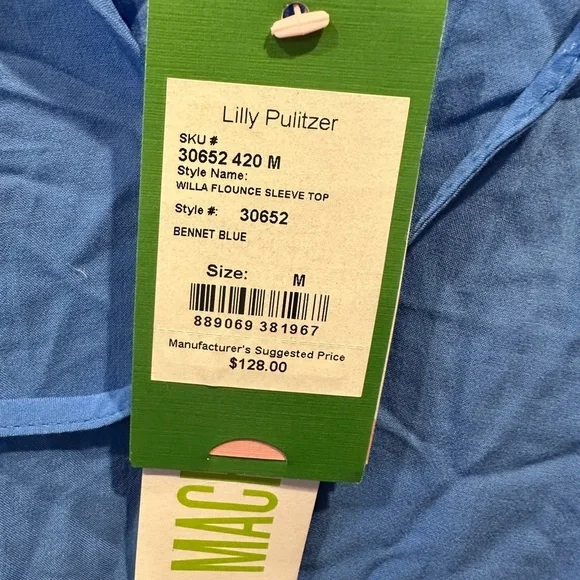 Lilly Pulitzer
SKU #
30652 420 M
Style Name:
WILLA FLOUNCE SLEEVE TOP
Style #: 30652
BENNET BLUE
Size: M
889069 381967
Manufacturer's Suggested Price
$128.00